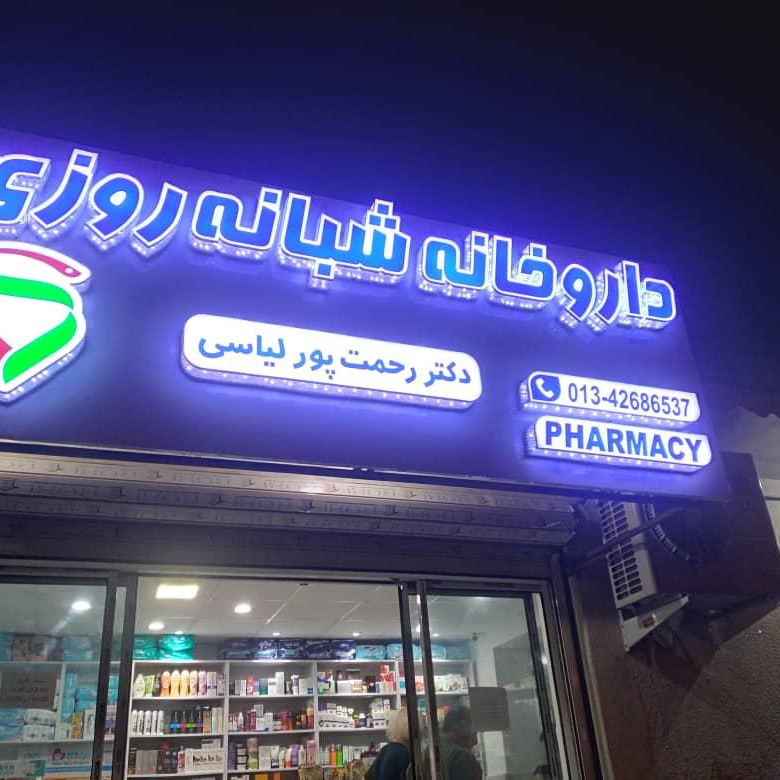 داروخانه شبانه روزی
دکتر رحمت پور لیاسی
013-42686537
PHARMACY